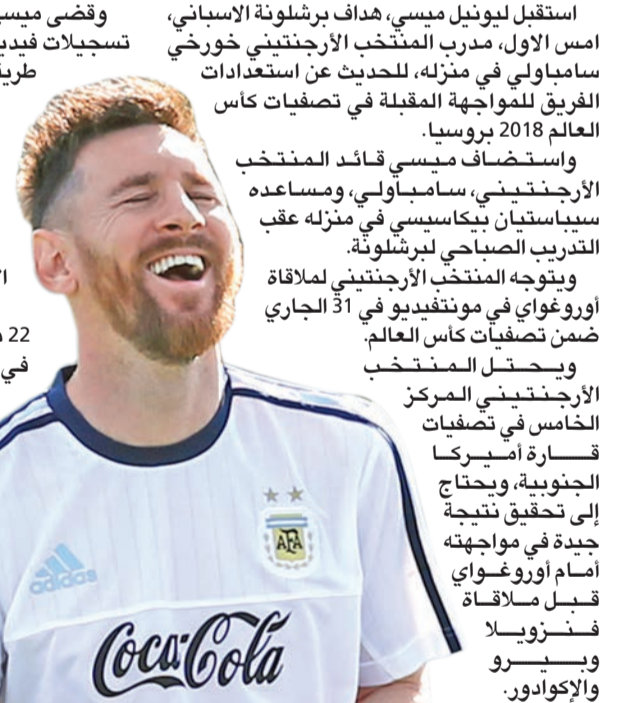 استقبل ليونيل ميسي، هداف برشلونة الاسباني،
امس الاول، مدرب المنتخب الأرجنتيني خورخي
سامباولي في منزله، للحديث عن استعدادات
الفريق للمواجهة المقبلة في تصفيات كأس
العالم 2018 بروسيا.
واستضاف ميسي قائد المنتخب
الأرجنتيني، سامباولي، ومساعده
سيباستيان بيكاسيسي في منزله عقب
التدريب الصباحي لبرشلونة.
ويتوجه المنتخب الأرجنتيني لملاقاة
أوروغواي في مونتفيديو في 31 الجاري
ضمن تصفيات كأس العالم.
ويحتل المنتخب
الأرجنتيني المركز
الخامس في تصفيات
قارة أميركا
الجنوبية، ويحتاج
إلى تحقيق نتيجة
جيدة في مواجهته
أمام أوروغواي
قبل ملاقاة
فنزويلا
وبيرو
والإكوادور.
وقضى
22
في
AFA
adidas
Coca-Cola